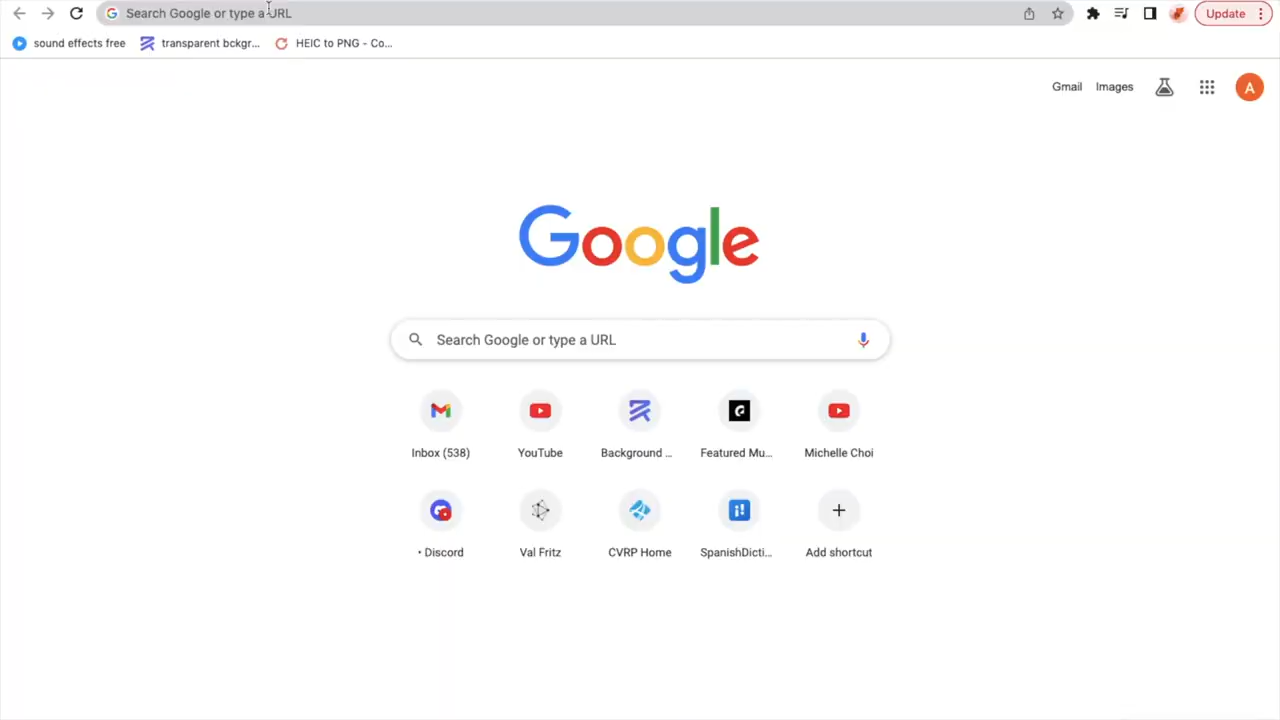 Search Google or type a URL
Update
sound effects free
transparent bckgr...
HEIC to PNG - Co...
Gmail
Images
A
Google
Search Google or type a URL
Inbox (538)
YouTube
Background ...
Featured Mu...
Michelle Choi
• Discord
Val Fritz
CVRP Home
SpanishDicti...
Add shortcut